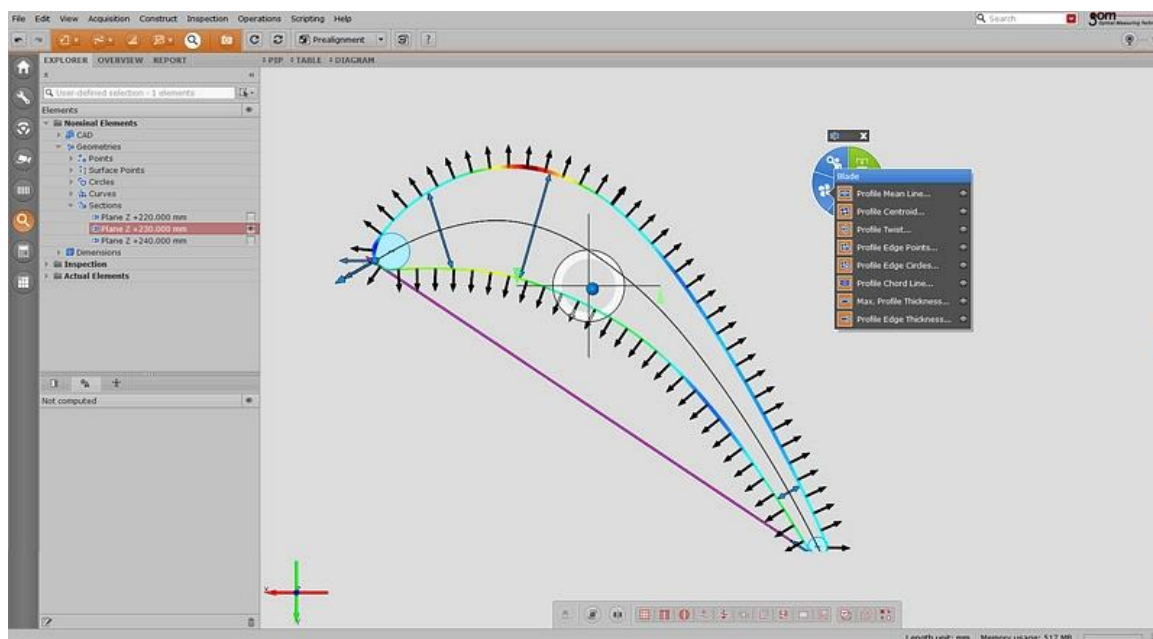 File Edit View Acquisition Construct Inspection Operations Scripting Help
Search
gom
Optical Measuring
Prealignment
?
EXPLORER OVERVIEW REPORT
PIP TABLE DIAGRAM
User-defined selection - 1 elements
Elements
Nominal Elements
CAD
Geometries
Points
Surface Points
Circles
Curves
Sections
Plane Z +220.000 mm
Plane Z +230.000 mm
Plane Z +240.000 mm
Dimensions
Inspection
Actual Elements
Not computed
Blade
Profile Mean Line...
Profile Centroid...
Profile Twist...
Profile Edge Points...
Profile Edge Circles...
Profile Chord Line...
Max. Profile Thickness...
Profile Edge Thickness...
X
Length unit: mm Memory usage: 517 MB